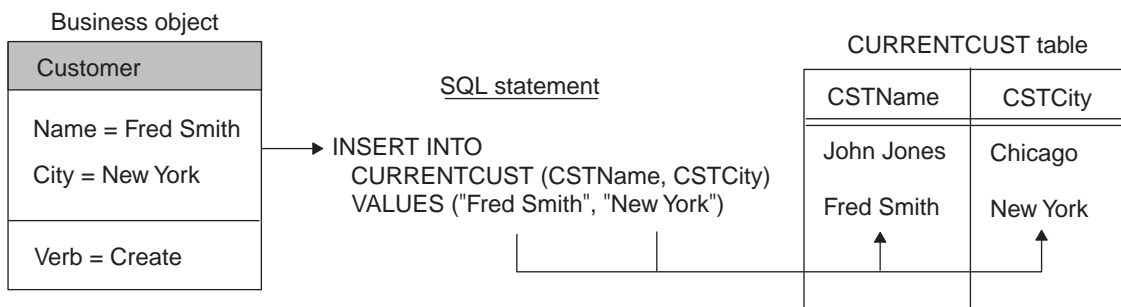 Business object
Customer
Name = Fred Smith
City = New York
Verb = Create
SQL statement
INSERT INTO
CURRENTCUST (CSTName, CSTCity)
VALUES ("Fred Smith", "New York")
CURRENTCUST table
CSTName CSTCity
John Jones Chicago
Fred Smith New York